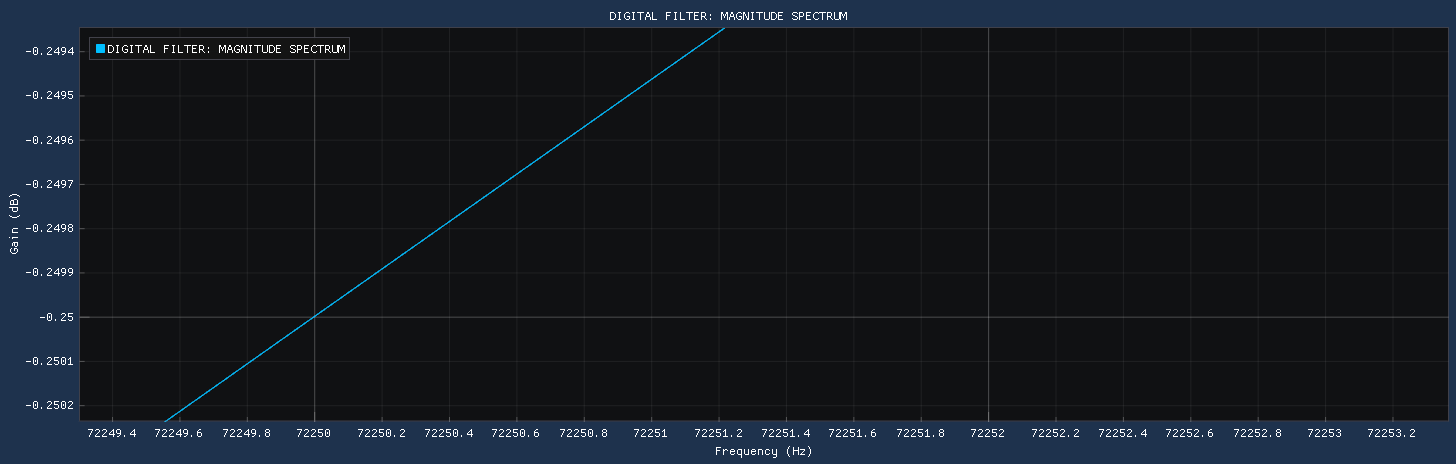 DIGITAL FILTER: MAGNITUDE SPECTRUM
DIGITAL FILTER: MAGNITUDE SPECTRUM
-0.2494
-0.2495
-0.2496
-0.2497
-0.2498
-0.2499
-0.25
-0.2501
-0.2502
Gain (dB)
72249.4 72249.6 72249.8 72250 72250.2 72250.4 72250.6 72250.8 72251 72251.2 72251.4 72251.6 72251.8 72252 72252.2 72252.4 72252.6 72252.8 72253 72253.2
Frequency (Hz)